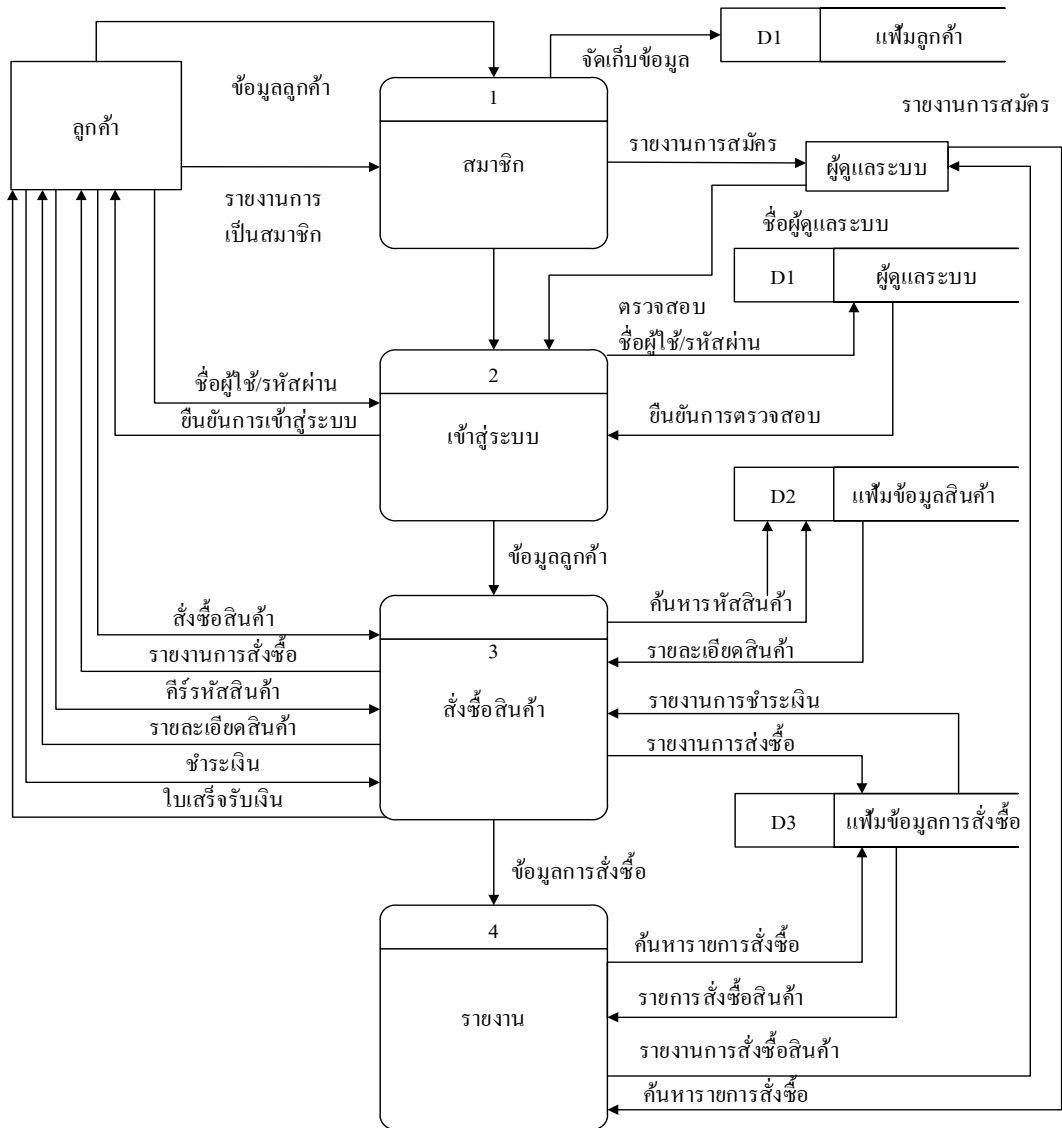 D1
แฟ้มลูกค้า
จัดเก็บข้อมูล
ข้อมูลลูกค้า
1
รายงานการสมัคร
ลูกค้า
สมาชิก
รายงานการสมัคร
ผู้ดูแลระบบ
รายงานการ
เป็นสมาชิก
ชื่อผู้ดูแลระบบ
D1
ผู้ดูแลระบบ
ตรวจสอบ
ชื่อผู้ใช้/รหัสผ่าน
2
ชื่อผู้ใช้/รหัสผ่าน
ยืนยันการเข้าสู่ระบบ
เข้าสู่ระบบ
ยืนยันการตรวจสอบ
D2
แฟ้มข้อมูลสินค้า
ข้อมูลลูกค้า
สั่งซื้อสินค้า
ค้นหารหัสสินค้า
รายงานการสั่งซื้อ
3
รายละเอียดสินค้า
คีร์รหัสสินค้า
สั่งซื้อสินค้า
รายงานการชำระเงิน
รายละเอียดสินค้า
รายงานการส่งซื้อ
ชำระเงิน
ใบเสร็จรับเงิน
D3
แฟ้มข้อมูลการสั่งซื้อ
ข้อมูลการสั่งซื้อ
4
ค้นหารายการสั่งซื้อ
รายการสั่งซื้อสินค้า
รายงาน
รายงานการสั่งซื้อสินค้า
ค้นหารายการสั่งซื้อ